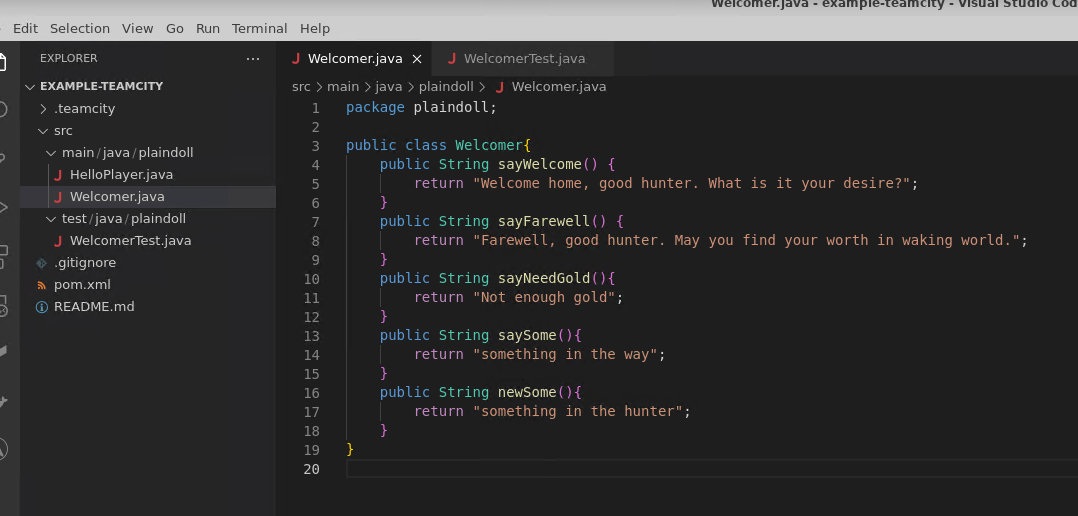 Welcomer.java - example-teamcity - Visual Studio Cod
Edit Selection View Go Run Terminal Help
EXPLORER
EXAMPLE-TEAMCITY
.teamcity
src
main/java/plaindoll
HelloPlayer.java
Welcomer.java
test/java/plaindoll
WelcomerTest.java
.gitignore
pom.xml
README.md
Welcomer.java WelcomerTest.java
src > main > java > plaindoll > Welcomer.java
1 package plaindoll;
2
3 public class Welcomer{
4     public String sayWelcome() {
5         return "Welcome home, good hunter. What is it your desire?";
6     }
7     public String sayFarewell() {
8         return "Farewell, good hunter. May you find your worth in waking world.";
9     }
10     public String sayNeedGold(){
11         return "Not enough gold";
12     }
13     public String saySome(){
14         return "something in the way";
15     }
16     public String newSome(){
17         return "something in the hunter";
18     }
19 }
20